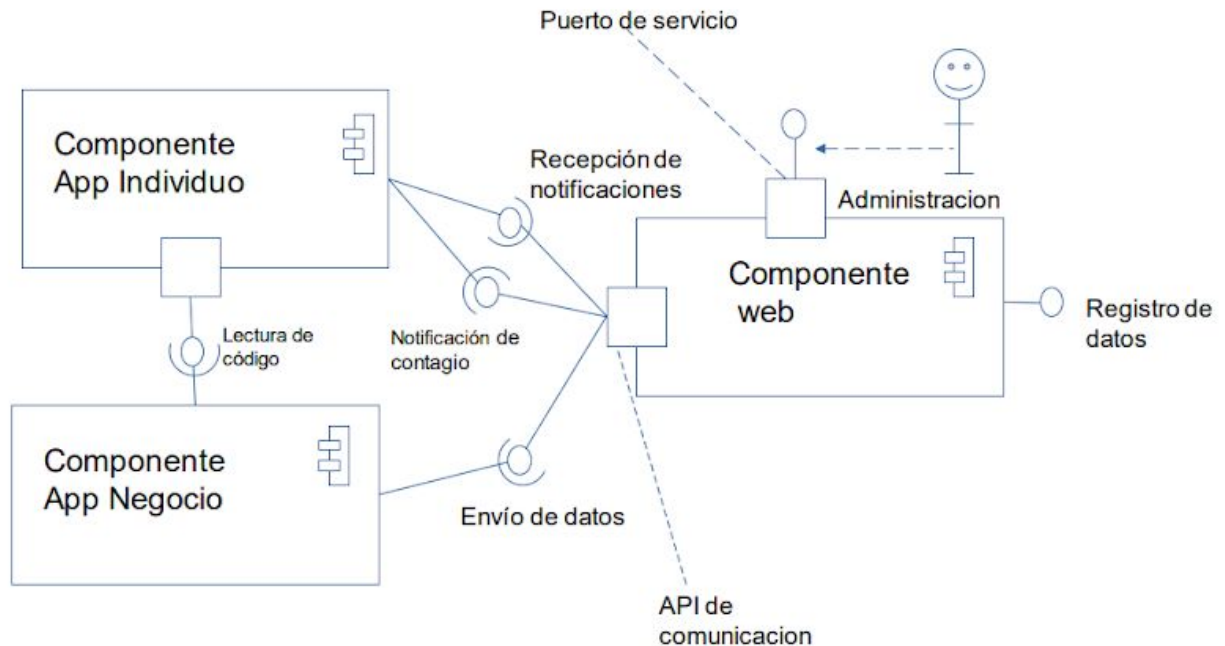 Puerto de servicio
Componente
App Individuo
Recepción de
notificaciones
Administracion
Componente
web
Registro de
datos
Lectura de
código
Notificación de
contagio
Componente
App Negocio
Envío de datos
API de
comunicacion